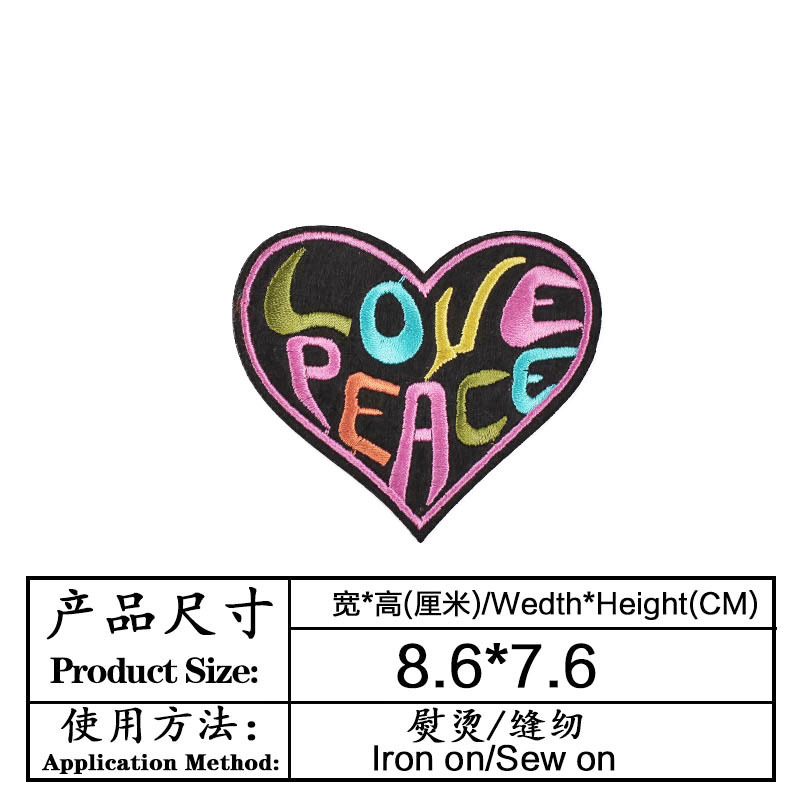 LOVE
PEACE
产品尺寸
Product Size:
宽*高(厘米)/Wedth*Height(CM)
8.6*7.6
使用方法：
Application Method:
熨烫/缝纫
Iron on/Sew on